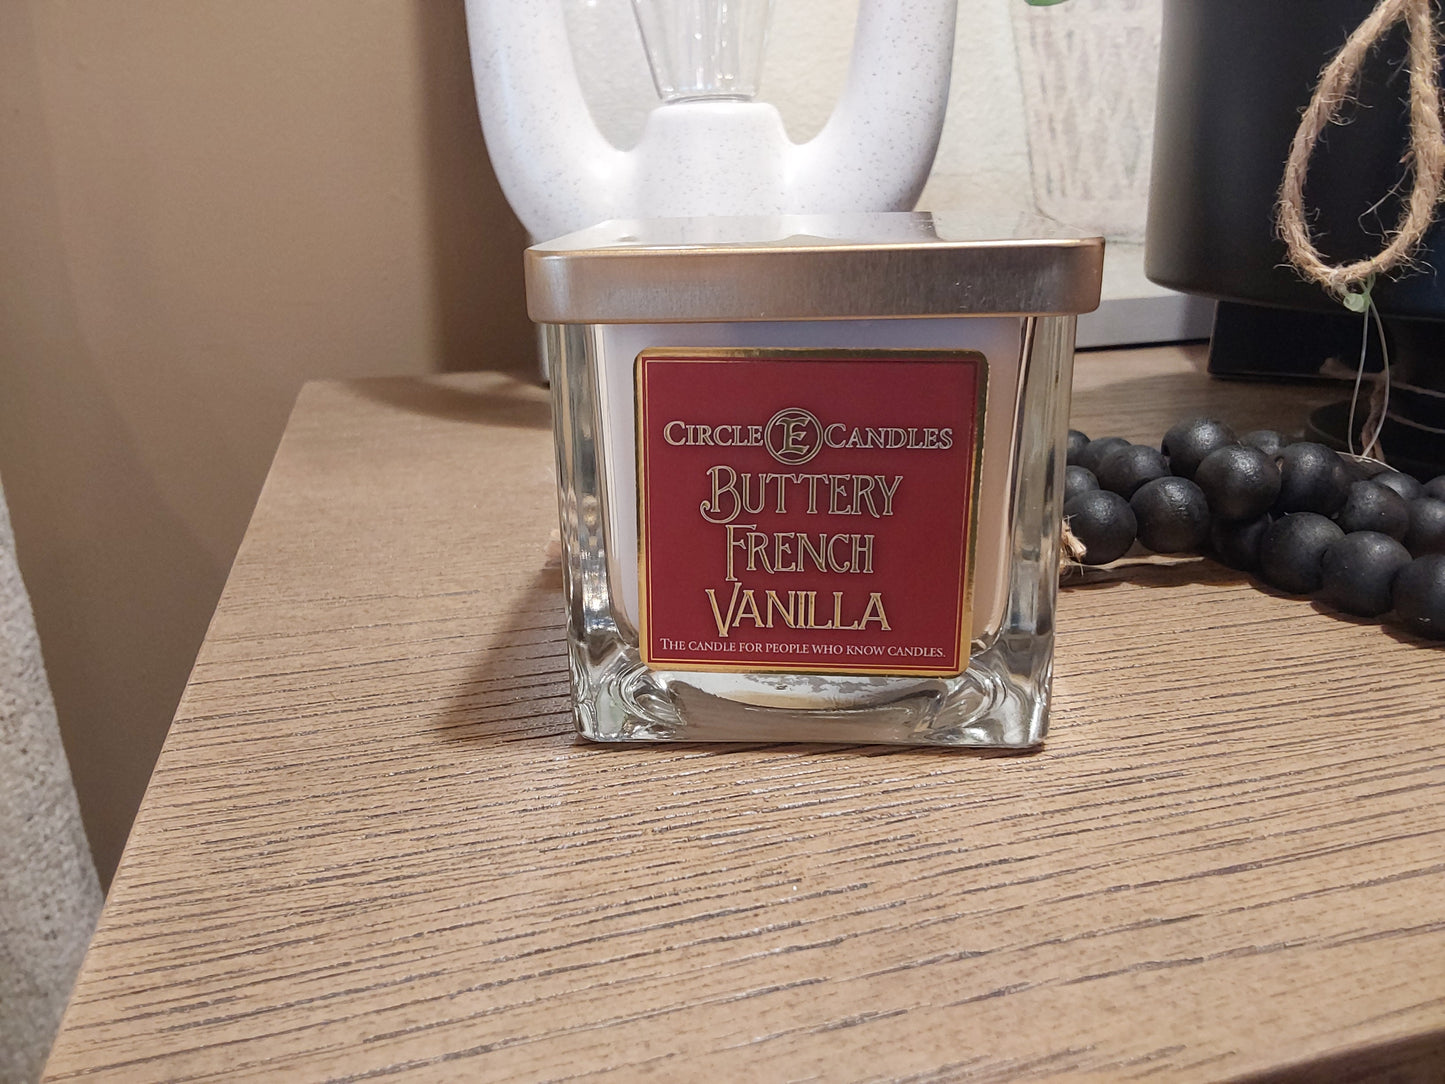 CIRCLE E CANDLES
BUTTERY
FRENCH
VANILLA
THE CANDLE FOR PEOPLE WHO KNOW CANDLES.